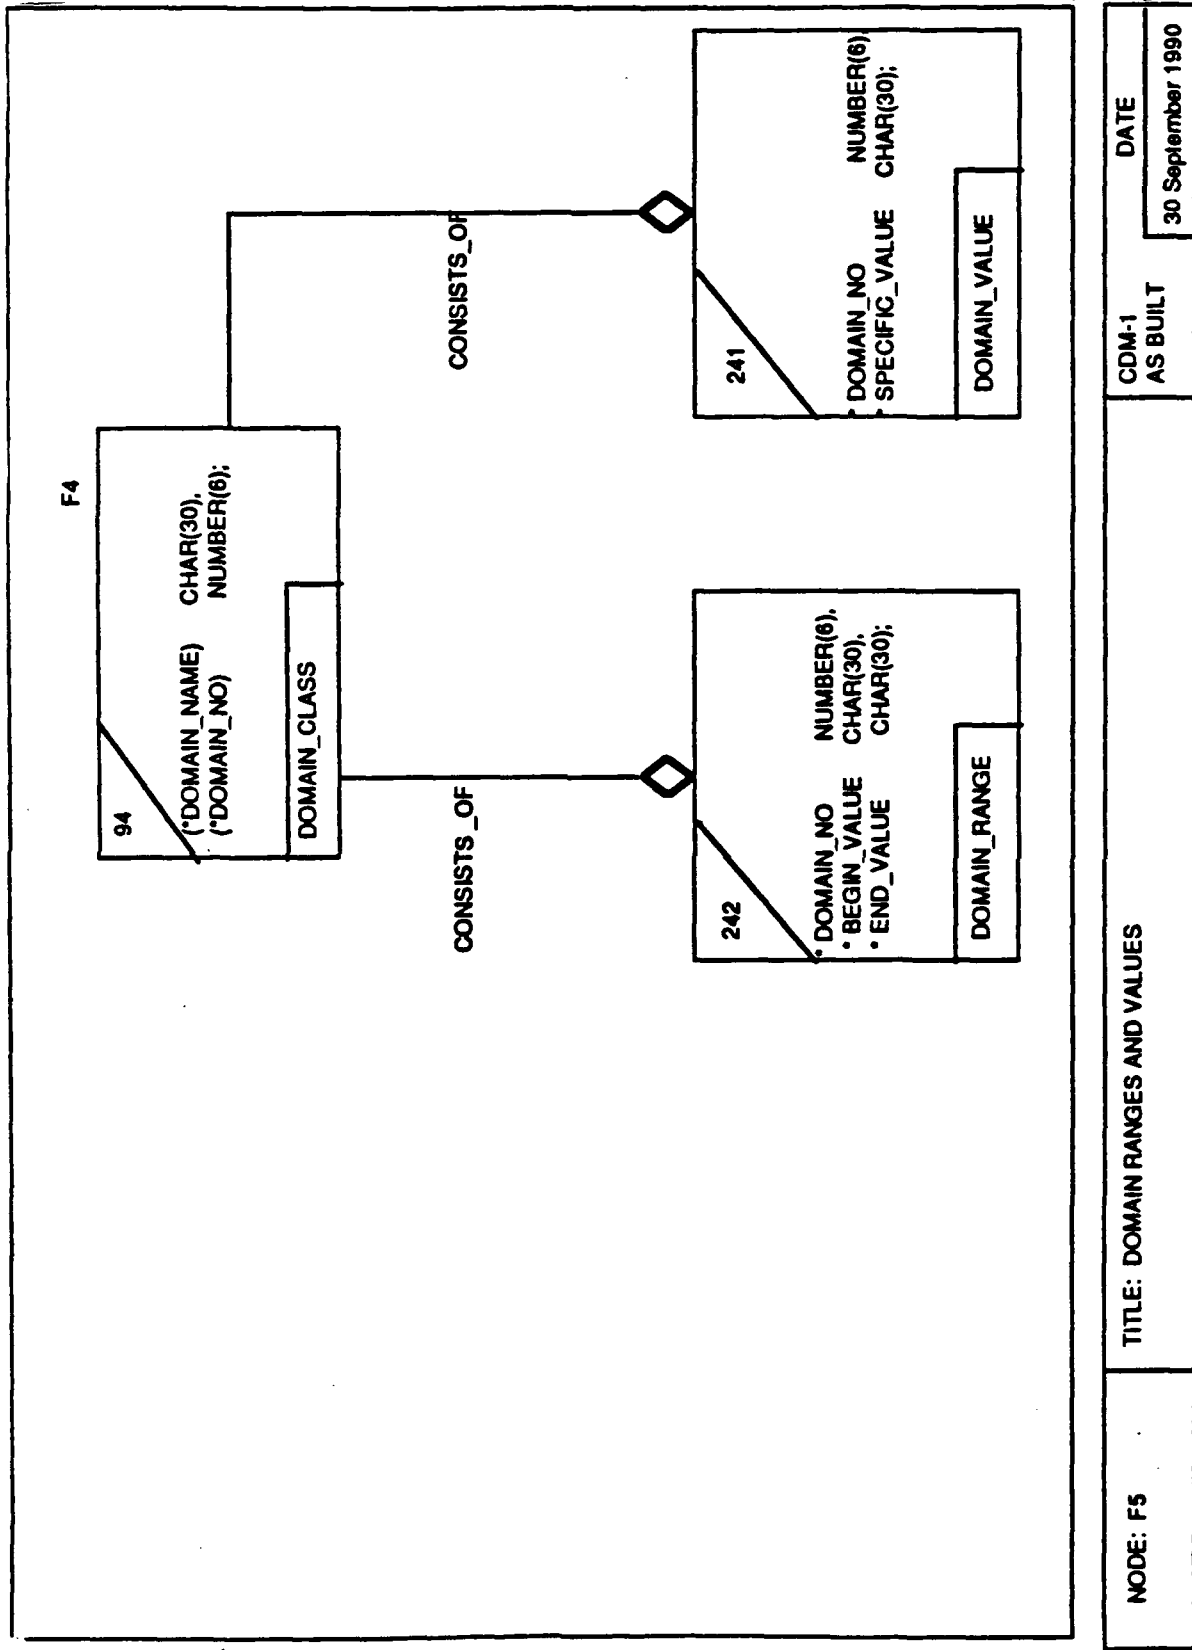 F4
94
(*DOMAIN_NAME) CHAR(30),
(*DOMAIN_NO) NUMBER(6);
DOMAIN_CLASS
CONSISTS_OF
CONSISTS_OF
242
* DOMAIN_NO NUMBER(6),
* BEGIN_VALUE CHAR(30),
* END_VALUE CHAR(30);
DOMAIN_RANGE
241
* DOMAIN_NO NUMBER(6),
* SPECIFIC_VALUE CHAR(30);
DOMAIN_VALUE
NODE: F5
TITLE: DOMAIN RANGES AND VALUES
CDM-1
AS BUILT
DATE
30 September 1990